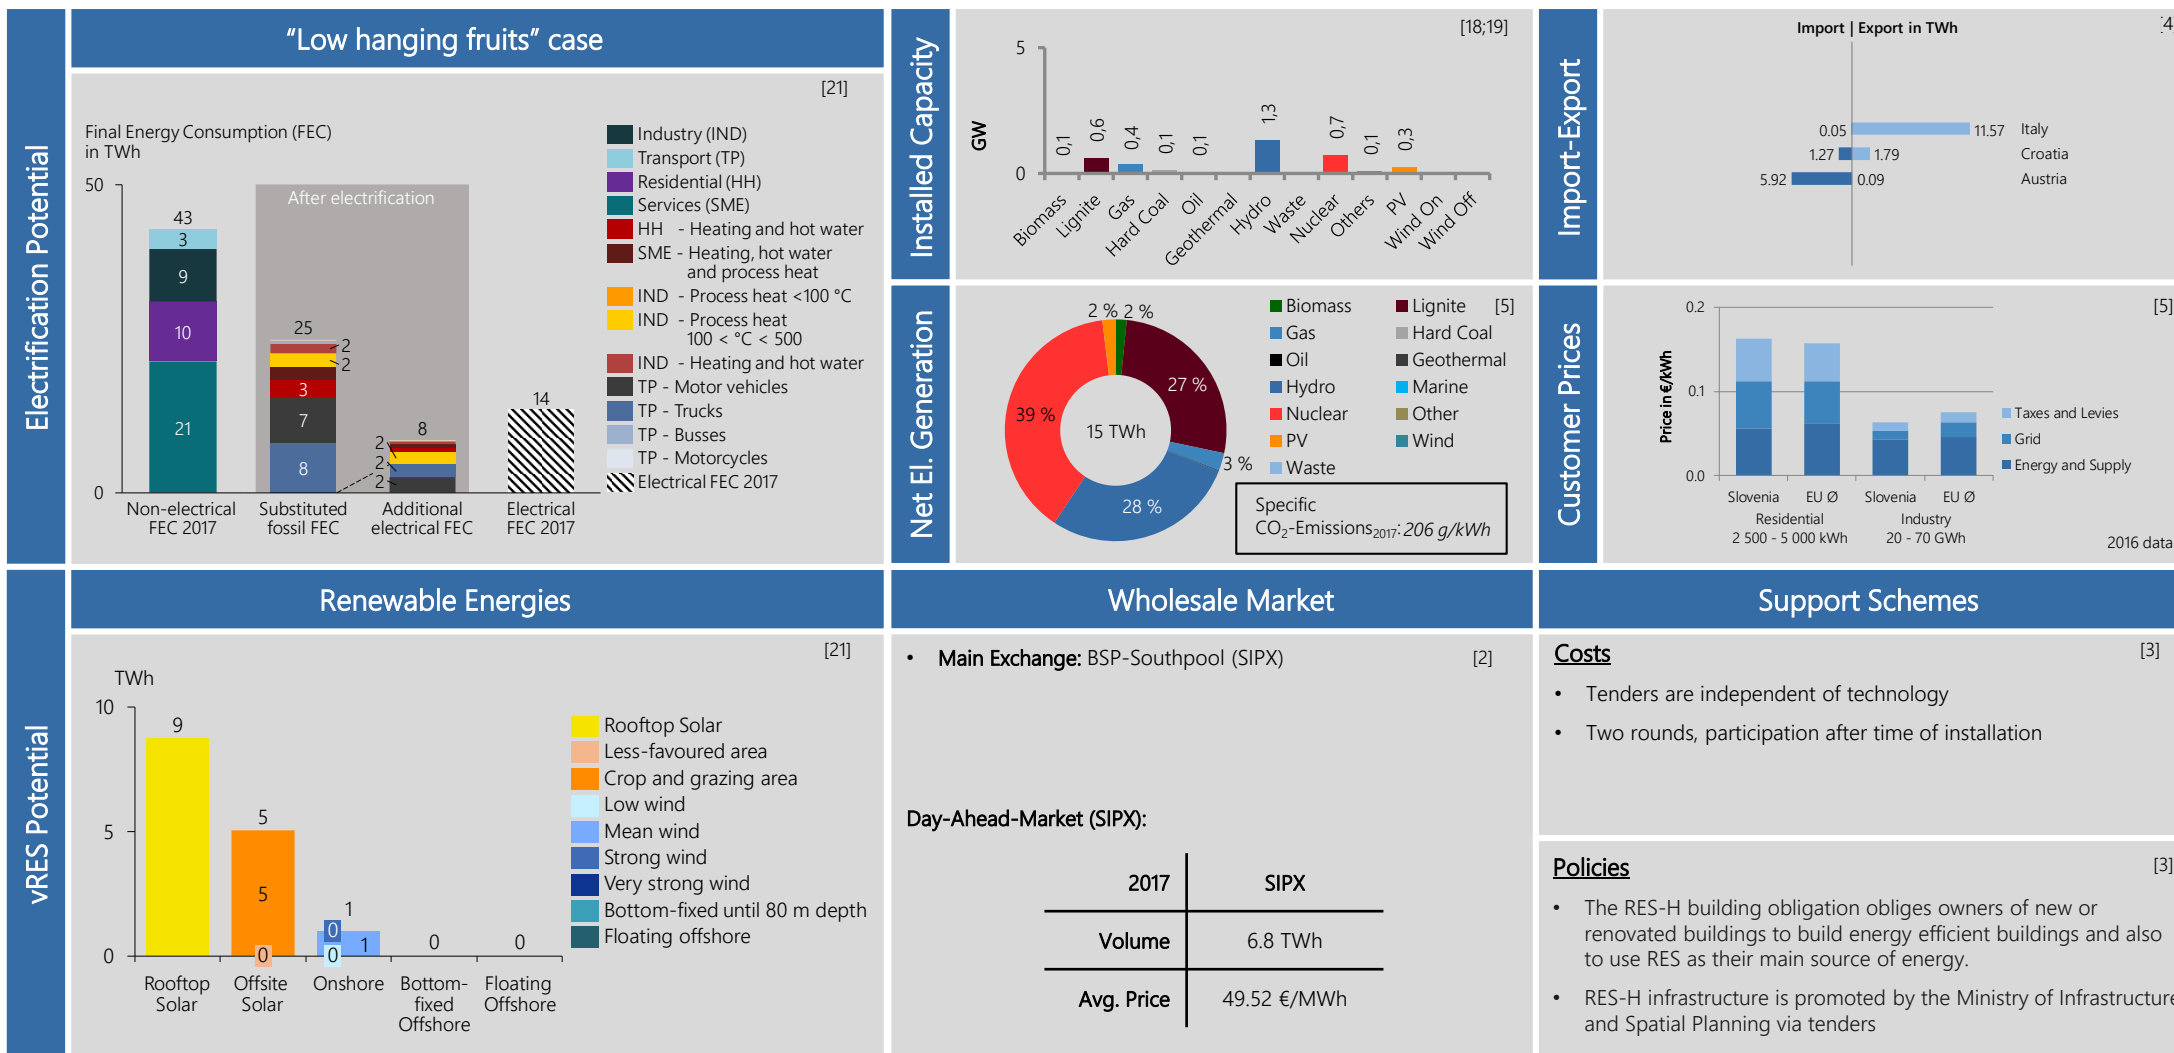 Electrification Potential
"Low hanging fruits" case
[21]
Final Energy Consumption (FEC)
in TWh
50
0
After electrification
43
3
9
10
21
25
2
2
3
7
8
8
2
2
2
14
Non-electrical
FEC 2017
Substituted
fossil FEC
Additional
electrical FEC
Electrical
FEC 2017
Industry (IND)
Transport (TP)
Residential (HH)
Services (SME)
HH - Heating and hot water
SME - Heating, hot water
and process heat
IND - Process heat <100 °C
IND - Process heat
100 < °C < 500
IND - Heating and hot water
TP - Motor vehicles
TP - Trucks
TP - Busses
TP - Motorcycles
Electrical FEC 2017
Installed Capacity
[18;19]
GW
5
0
0,1
0,6
0,4
0,1
0,1
1,3
0,7
0,1
0,3
Biomass
Lignite
Gas
Hard Coal
Oil
Geothermal
Hydro
Waste
Nuclear
Others
PV
Wind On
Wind Off
Import-Export
Import | Export in TWh
[4
0.05 11.57 Italy
1.27 1.79 Croatia
5.92 0.09 Austria
Net El. Generation
2 % 2 %
27 %
3 %
28 %
39 %
15 TWh
[5]
Biomass
Lignite
Gas
Hard Coal
Oil
Geothermal
Hydro
Marine
Nuclear
Other
PV
Wind
Waste
Specific
CO₂-Emissions₂₀₁₇: 206 g/kWh
Customer Prices
[5]
Price in €/kWh
0.2
0.1
0.0
Slovenia EU Ø Slovenia EU Ø
Residential
2 500 - 5 000 kWh
Industry
20 - 70 GWh
Taxes and Levies
Grid
Energy and Supply
2016 data
vRES Potential
Renewable Energies
[21]
TWh
10
5
0
9
5
5
0
1
0
1
0
0
0
Rooftop
Solar
Offsite
Solar
Onshore
Bottom-
fixed
Offshore
Floating
Offshore
Rooftop Solar
Less-favoured area
Crop and grazing area
Low wind
Mean wind
Strong wind
Very strong wind
Bottom-fixed until 80 m depth
Floating offshore
Wholesale Market
• Main Exchange: BSP-Southpool (SIPX)
[2]
Day-Ahead-Market (SIPX):
2017 SIPX
Volume 6.8 TWh
Avg. Price 49.52 €/MWh
Support Schemes
Costs
[3]
• Tenders are independent of technology
• Two rounds, participation after time of installation
Policies
[3]
• The RES-H building obligation obliges owners of new or
renovated buildings to build energy efficient buildings and also
to use RES as their main source of energy.
• RES-H infrastructure is promoted by the Ministry of Infrastructure
and Spatial Planning via tenders